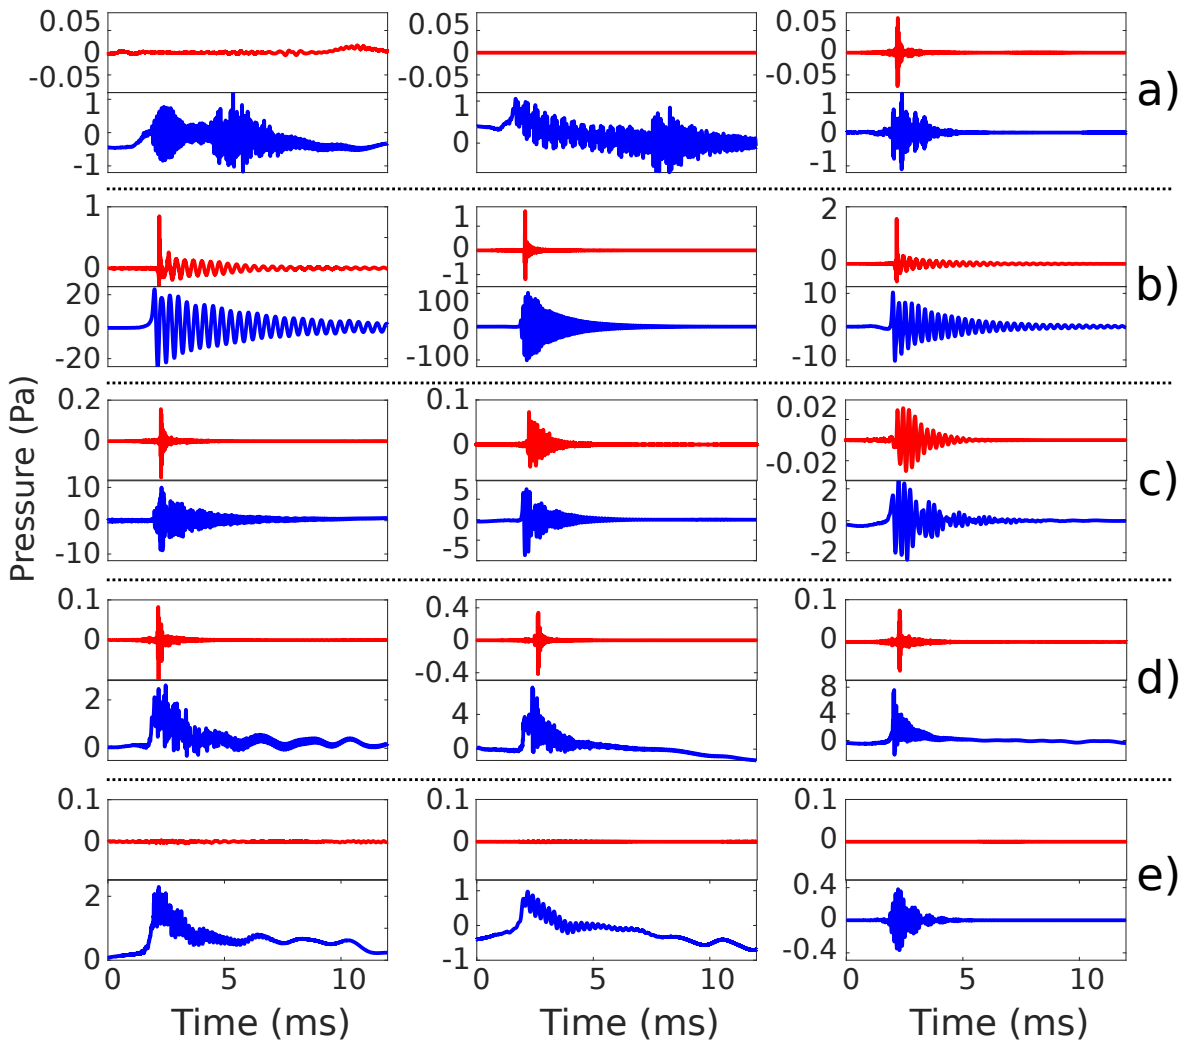 0.05 0.05 0.05
0 0 0
-0.05 -0.05 -0.05
a)
1 1 1
0 0 0
-1 -1 -1
1 1 2
0 0 0
-1
b)
20 100 10
0 0 0
-20 -100 -10
Pressure (Pa)
0.2 0.1 0.02
0 0 0
-0.02
c)
10 5 2
0 0 0
-10 -5 -2
0.1 0.4 0.1
0 0 0
-0.4
d)
2 4 8
0 0 4
0
0.1 0.1 0.1
0 0 0
e)
2 1 0.4
0 0 0
-1 -0.4
0 5 10 0 5 10 0 5 10
Time (ms) Time (ms) Time (ms)